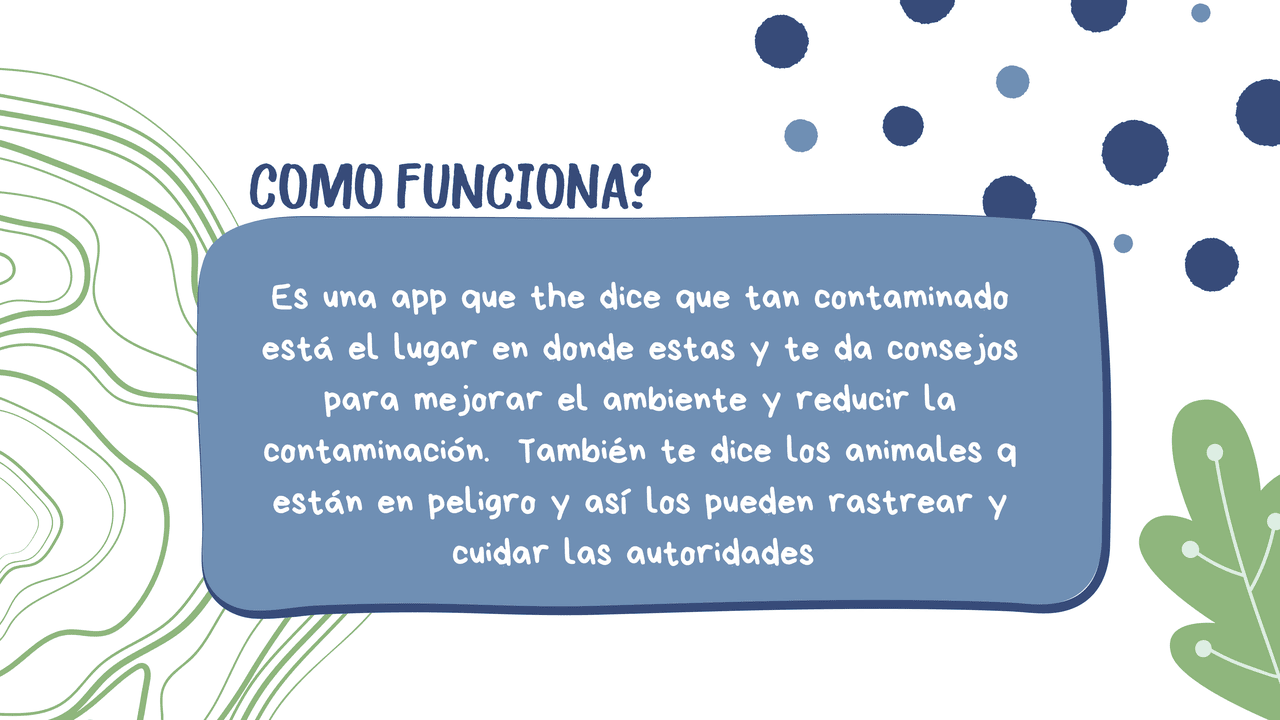 COMO FUNCIONA?
Es una app que the dice que tan contaminado
está el lugar en donde estas y te da consejos
para mejorar el ambiente y reducir la
contaminación.  También te dice los animales q
están en peligro y así los pueden rastrear y
cuidar las autoridades